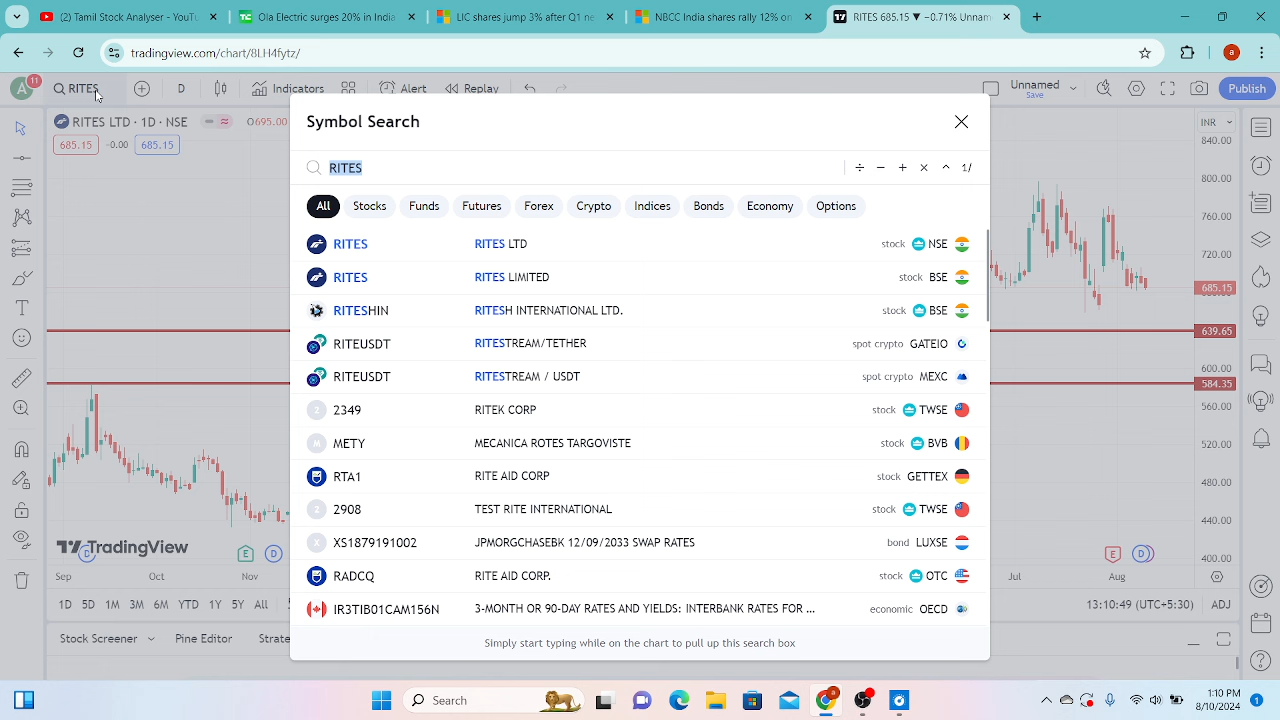 RITES 685.15 ▼ −0.71% Unnam
Ola Electric surges 20% in India
LIC shares jump 3% after Q1 ne
NBCC India shares rally 12% on
tradingview.com/chart/8LH4fytz/
a
A
11
RITES
D
Indicators
Alert
Replay
Unnamed
Save
Publish
RITES LTD · 1D · NSE
O695.00
685.15
-0.00
685.15
INR
Symbol Search
RITES
1/
All
Stocks
Funds
Futures
Forex
Crypto
Indices
Bonds
Economy
Options
RITES RITES LTD stock NSE
RITES RITES LIMITED stock BSE
RITESHIN RITESH INTERNATIONAL LTD. stock BSE
RITEUSDT RITESTREAM/TETHER spot crypto GATEIO
RITEUSDT RITESTREAM / USDT spot crypto MEXC
2 2349 RITEK CORP stock TWSE
M METY MECANICA ROTES TARGOVISTE stock BVB
RTA1 RITE AID CORP stock GETTEX
2 2908 TEST RITE INTERNATIONAL stock TWSE
X XS1879191002 JPMORGCHASEBK 12/09/2033 SWAP RATES bond LUXSE
RADCQ RITE AID CORP. stock OTC
IR3TIB01CAM156N 3-MONTH OR 90-DAY RATES AND YIELDS: INTERBANK RATES FOR ... economic OECD
Simply start typing while on the chart to pull up this search box
840.00
800.00
760.00
720.00
685.15
639.65
600.00
584.35
560.00
520.00
480.00
440.00
400.00
TradingView
E
D
E
D
Sep
Oct
Nov
Jul
Aug
1D 5D 1M 3M 6M YTD 1Y 5Y All
13:10:49 (UTC+5:30)
ADJ
Stock Screener
Pine Editor
Strate
Search
1:10 PM
8/10/2024
1